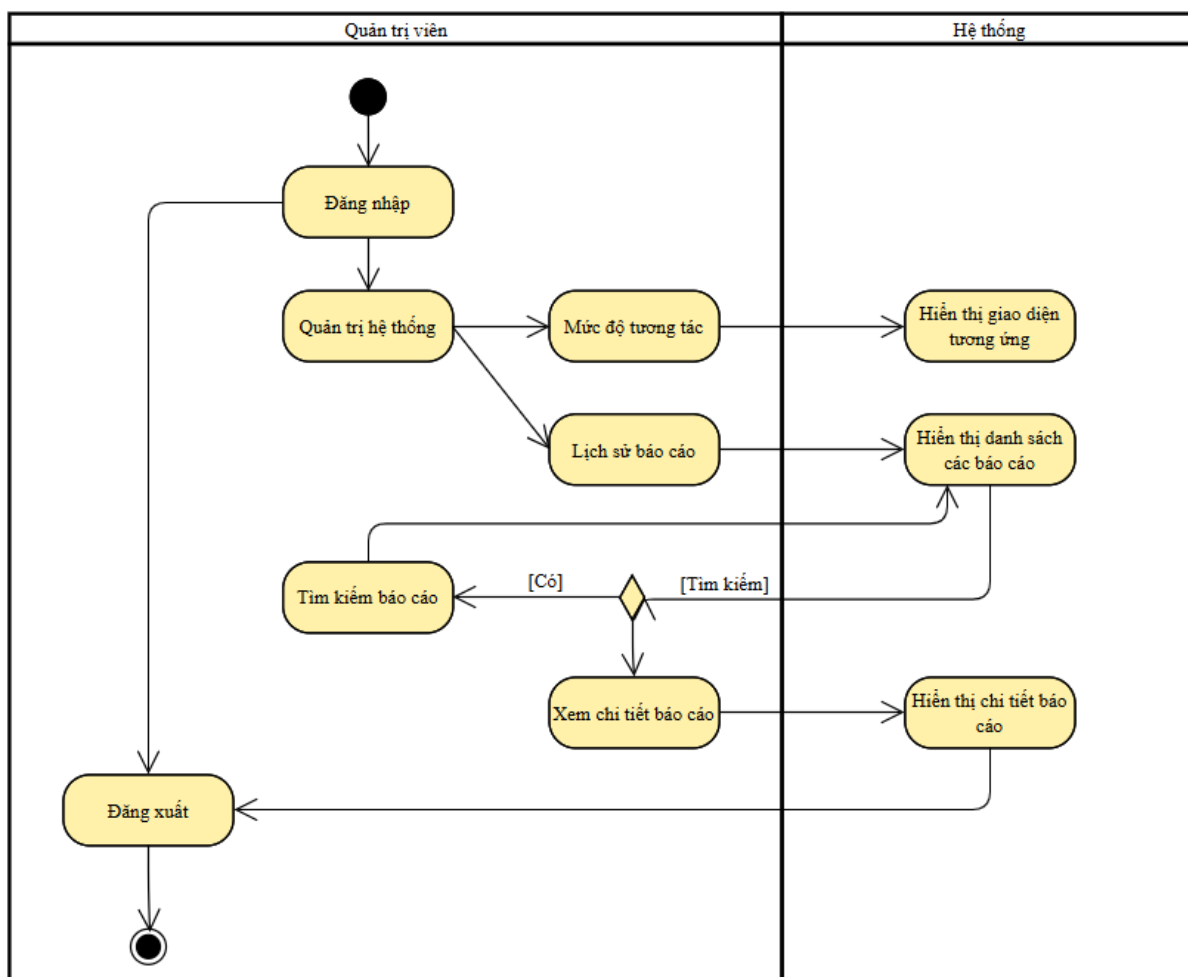 Quản trị viên
Hệ thống
Đăng nhập
Quản trị hệ thống
Mức độ tương tác
Hiển thị giao diện
tương ứng
Lịch sử báo cáo
Hiển thị danh sách
các báo cáo
Tìm kiếm báo cáo
[Có]
[Tìm kiếm]
Xem chi tiết báo cáo
Hiển thị chi tiết báo
cáo
Đăng xuất